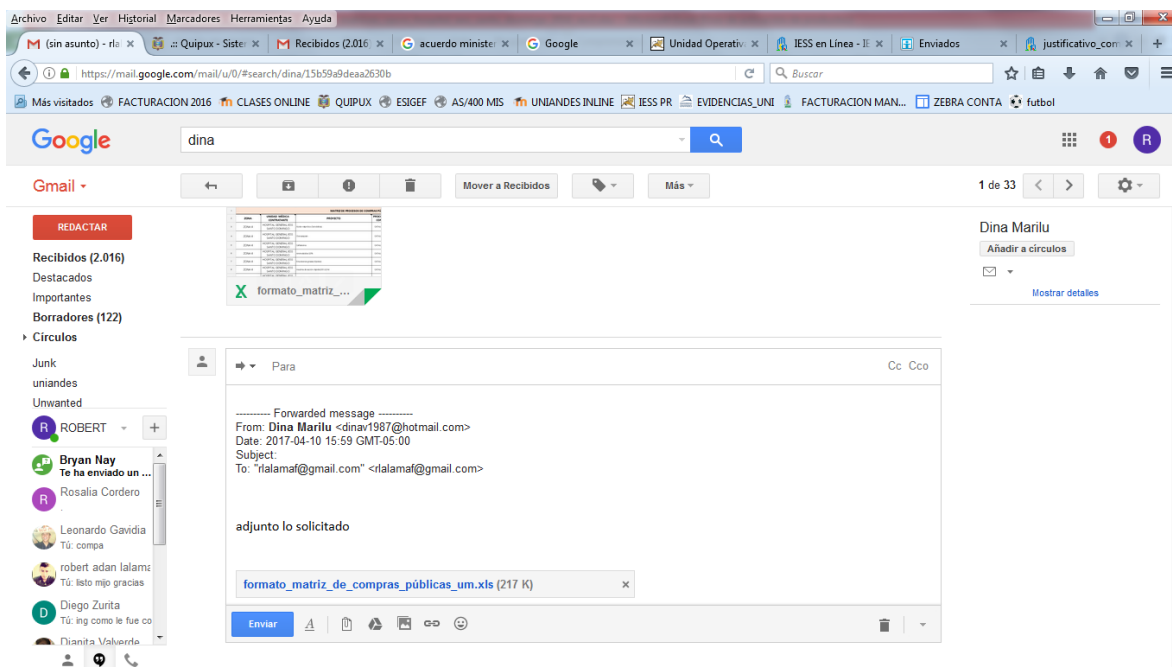 Archivo Editar Ver Historial Marcadores Herramientas Ayuda
(sin asunto) - rla
.:: Quipux - Sister
Recibidos (2.016)
acuerdo minister
Google
Unidad Operativ
IESS en Línea - IE
Enviados
justificativo_com
https://mail.google.com/mail/u/0/#search/dina/15b59a9deaa2630b
Buscar
Más visitados FACTURACION 2016 CLASES ONLINE QUIPUX ESIGEF AS/400 MIS UNIANDES INLINE IESS PR EVIDENCIAS_UNI FACTURACION MAN... ZEBRA CONTA futbol
Google
dina
1
R
Gmail
Mover a Recibidos
Más
1 de 33
REDACTAR
Recibidos (2.016)
Destacados
Importantes
Borradores (122)
Círculos
Junk
uniandes
Unwanted
R ROBERT
Bryan Nay
Te ha enviado un ...
R Rosalia Cordero
.
Leonardo Gavidia
Tú: compa
robert adan lalama
Tú: listo mijo gracias
D Diego Zurita
Tú: ing como le fue co
Dianita Valverde
X formato_matriz_...
Para
Cc Cco
---------- Forwarded message ----------
From: Dina Marilu <dinav1987@hotmail.com>
Date: 2017-04-10 15:59 GMT-05:00
Subject:
To: "rlalamaf@gmail.com" <rlalamaf@gmail.com>
adjunto lo solicitado
formato_matriz_de_compras_públicas_um.xls (217 K)
Enviar
Dina Marilu
Añadir a círculos
Mostrar detalles